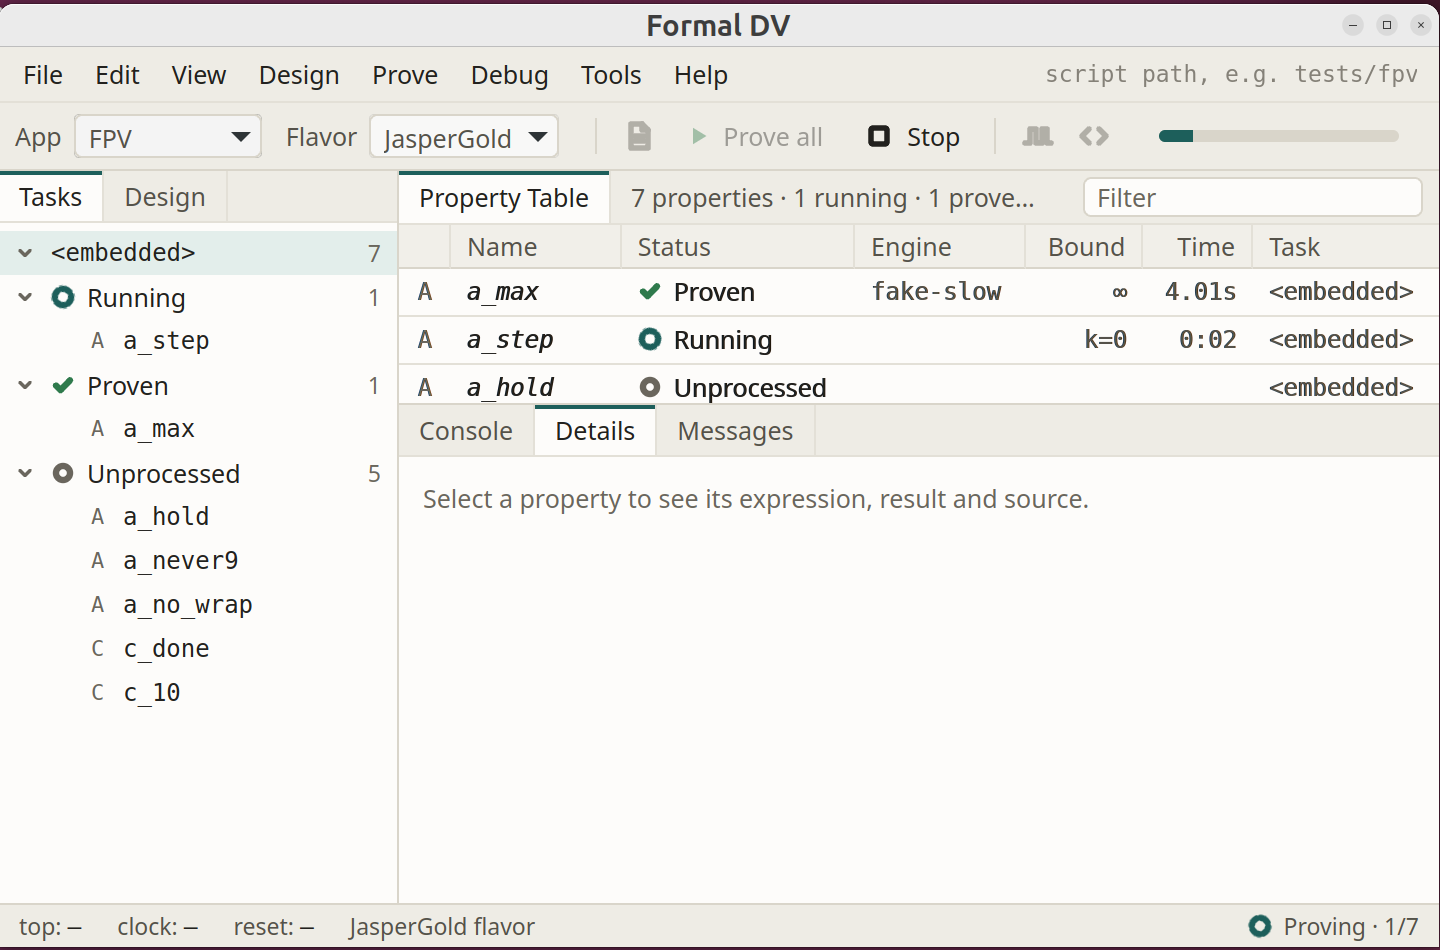 Formal DV
File Edit View Design Prove Debug Tools Help script path, e.g. tests/fpv
App FPV Flavor JasperGold Prove all Stop
Tasks Design
<embedded> 7
Running 1
A a_step
Proven 1
A a_max
Unprocessed 5
A a_hold
A a_never9
A a_no_wrap
C c_done
C c_10
Property Table 7 properties · 1 running · 1 prove... Filter
Name Status Engine Bound Time Task
A a_max Proven fake-slow ∞ 4.01s <embedded>
A a_step Running k=0 0:02 <embedded>
A a_hold Unprocessed <embedded>
Console Details Messages
Select a property to see its expression, result and source.
top: — clock: — reset: — JasperGold flavor Proving · 1/7